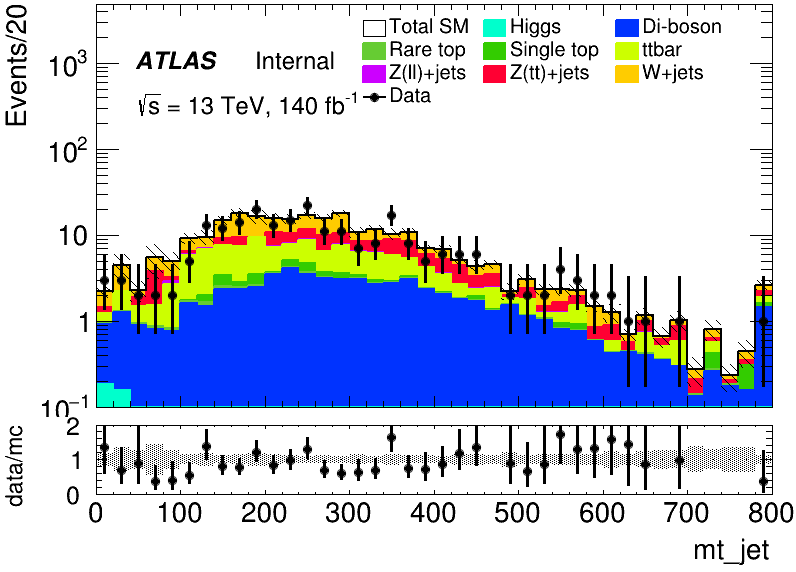 Events/20
10³
10²
10
1
10⁻¹
ATLAS Internal
√s = 13 TeV, 140 fb⁻¹
Total SM Higgs Di-boson
Rare top Single top ttbar
Z(ll)+jets Z(tt)+jets W+jets
Data
data/mc
2
1
0
0 100 200 300 400 500 600 700 800
mt_jet